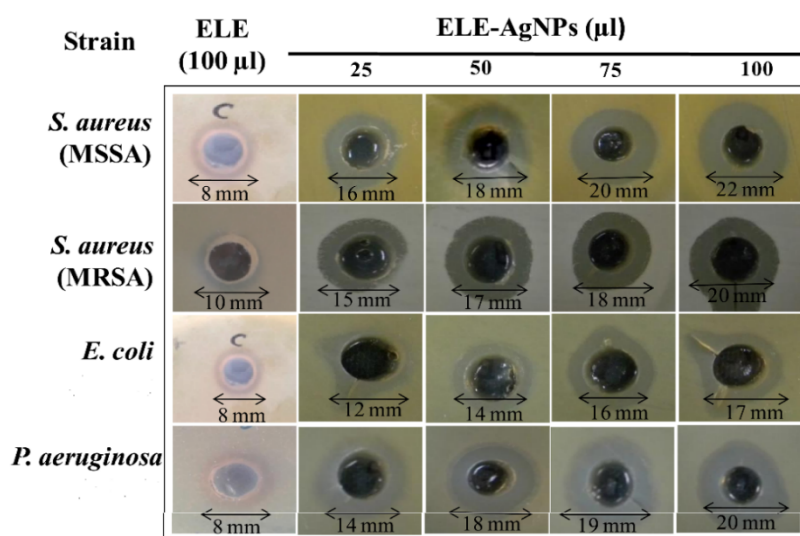 Strain ELE (100 µl) ELE-AgNPs (µl)
25 50 75 100
S. aureus (MSSA)
C
8 mm 16 mm 18 mm 20 mm 22 mm
S. aureus (MRSA)
10 mm 15 mm 17 mm 18 mm 20 mm
E. coli
C
8 mm 12 mm 14 mm 16 mm 17 mm
P. aeruginosa
8 mm 14 mm 18 mm 19 mm 20 mm